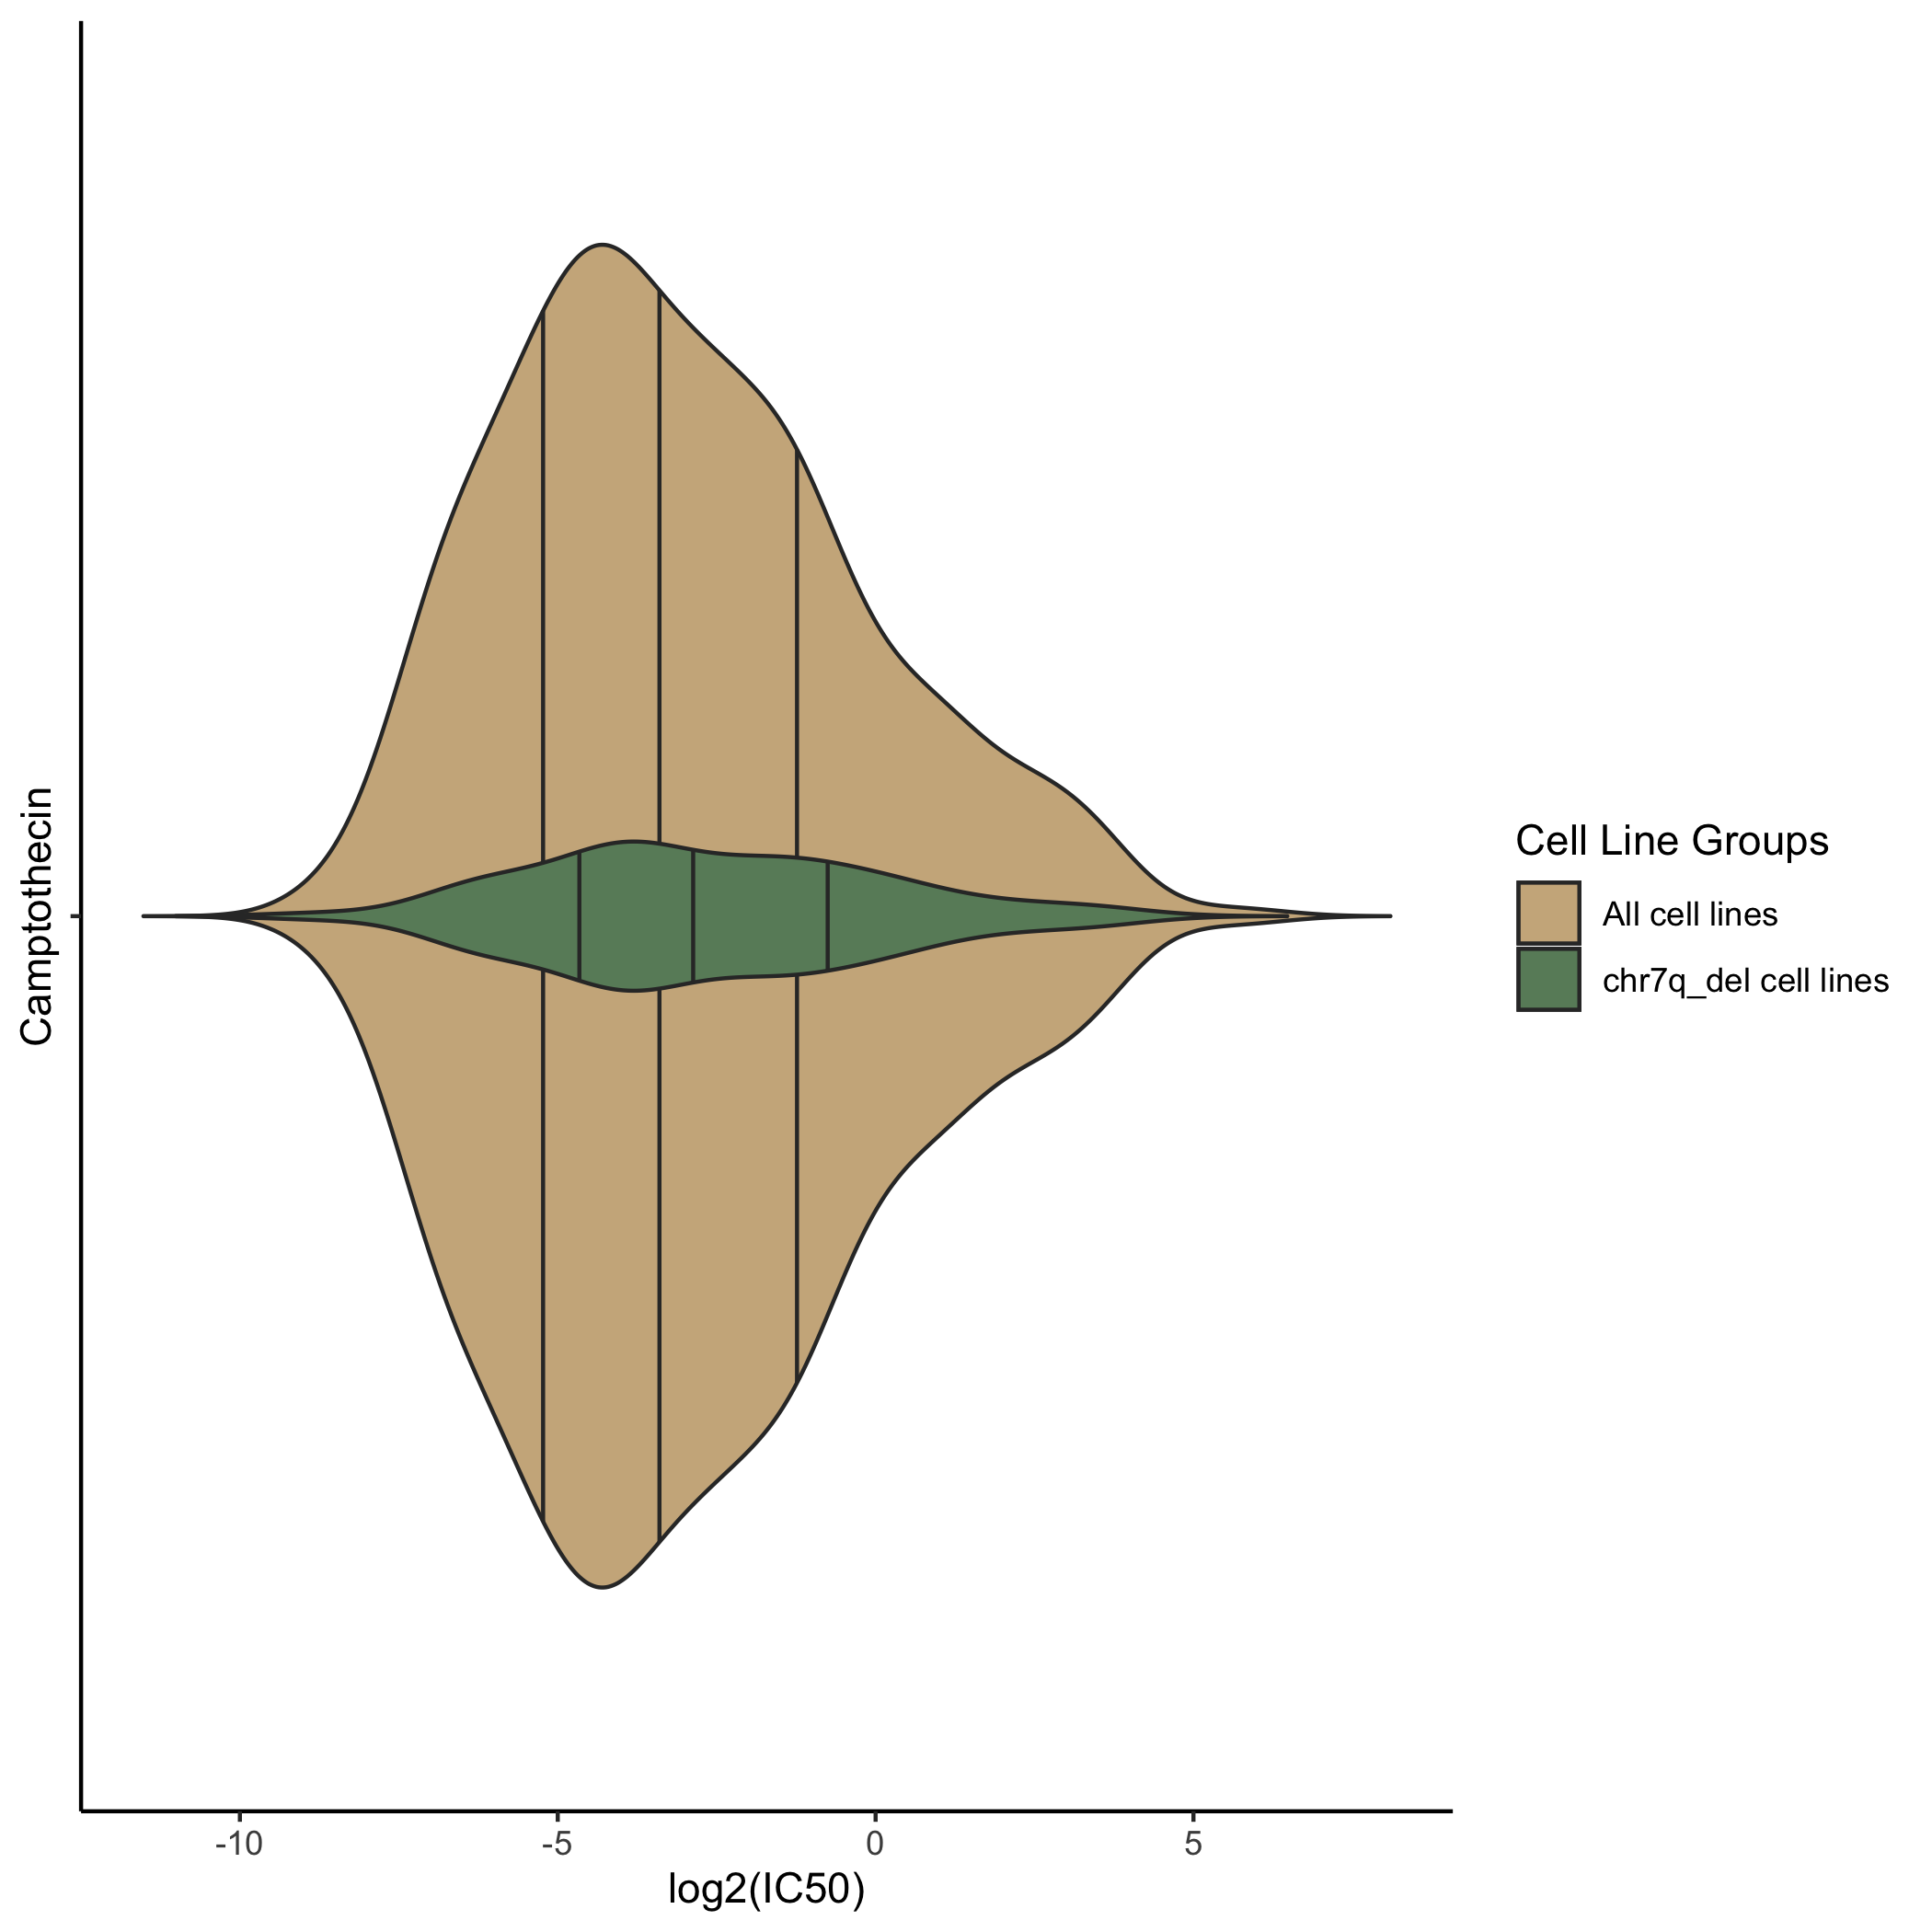 Camptothecin
-10
-5
0
5
log2(IC50)
Cell Line Groups
All cell lines
chr7q_del cell lines